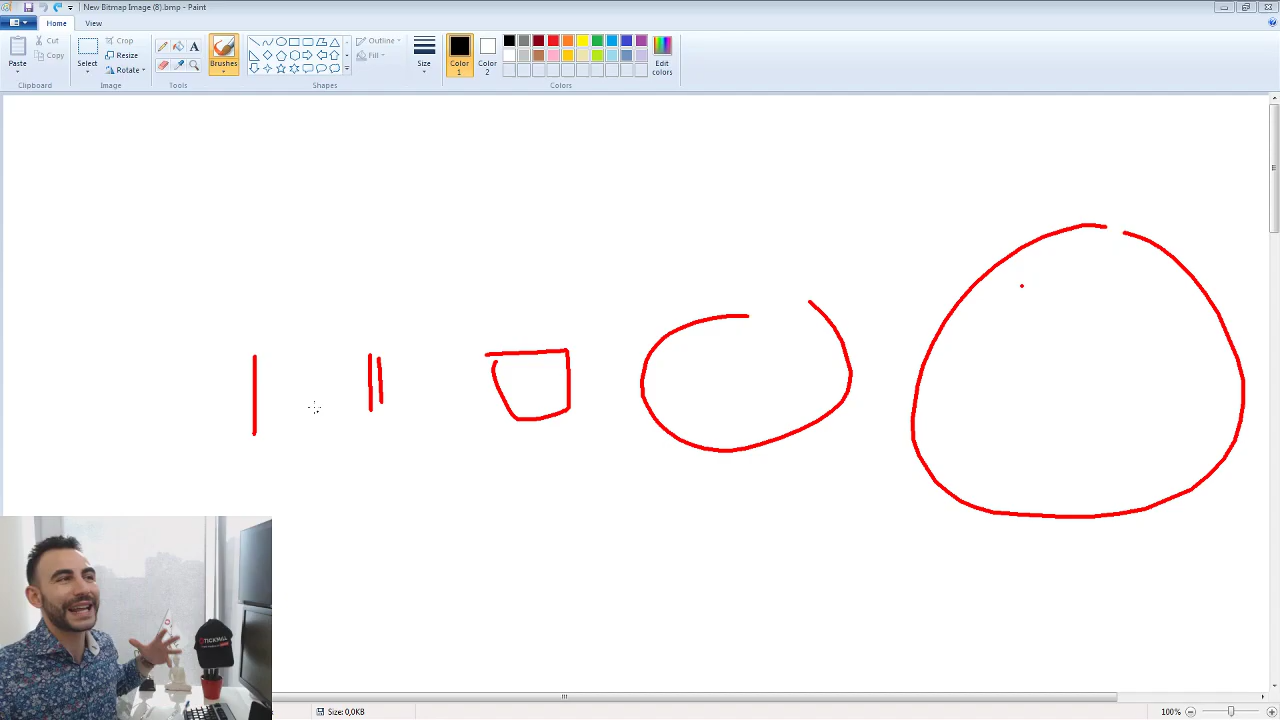 New Bitmap Image (8).bmp - Paint
Home View
Paste
Cut
Copy
Clipboard
Select
Crop
Resize
Rotate
Image
A
Tools
Brushes
Shapes
Outline
Fill
Size
Color 1
Color 2
Edit colors
Colors
TICKMILL
Size: 0,0KB
100%